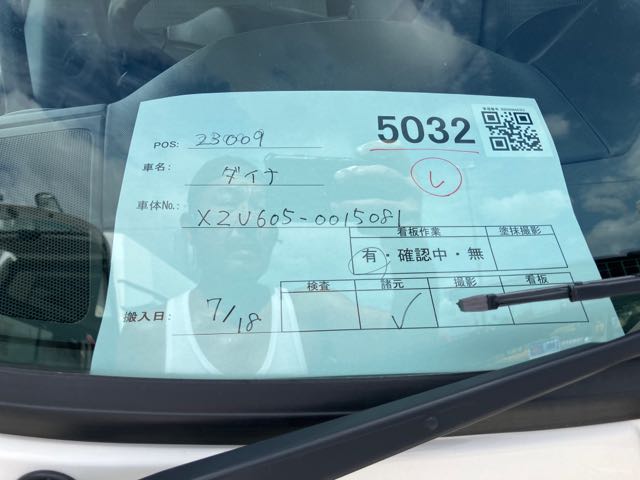 POS: 23009
5032
車名: ダイナ
レ
車体No.: XZU605-0015081
看板作業 塗抹撮影
有・確認中・無
検査 諸元 撮影 看板
搬入日: 7/18